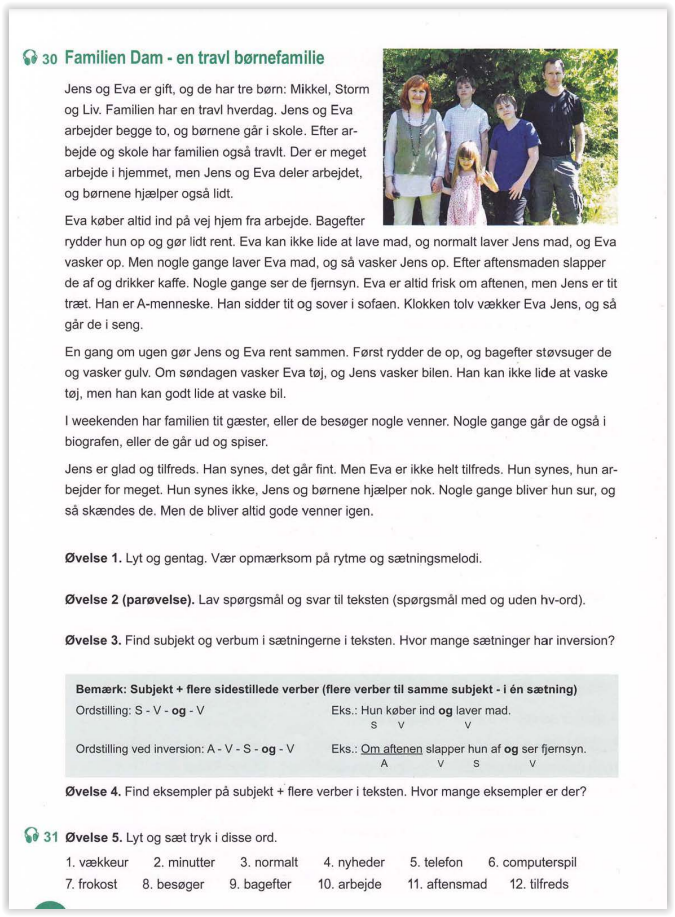 30 Familien Dam - en travl børnefamilie
Jens og Eva er gift, og de har tre børn: Mikkel, Storm
og Liv. Familien har en travl hverdag. Jens og Eva
arbejder begge to, og børnene går i skole. Efter ar-
bejde og skole har familien også travlt. Der er meget
arbejde i hjemmet, men Jens og Eva deler arbejdet,
og børnene hjælper også lidt.
Eva køber altid ind på vej hjem fra arbejde. Bagefter
rydder hun op og gør lidt rent. Eva kan ikke lide at lave mad, og normalt laver Jens mad, og Eva
vasker op. Men nogle gange laver Eva mad, og så vasker Jens op. Efter aftensmaden slapper
de af og drikker kaffe. Nogle gange ser de fjernsyn. Eva er altid frisk om aftenen, men Jens er tit
træt. Han er A-menneske. Han sidder tit og sover i sofaen. Klokken tolv vækker Eva Jens, og så
går de i seng.
En gang om ugen gør Jens og Eva rent sammen. Først rydder de op, og bagefter støvsuger de
og vasker gulv. Om søndagen vasker Eva tøj, og Jens vasker bilen. Han kan ikke lide at vaske
tøj, men han kan godt lide at vaske bil.
I weekenden har familien tit gæster, eller de besøger nogle venner. Nogle gange går de også i
biografen, eller de går ud og spiser.
Jens er glad og tilfreds. Han synes, det går fint. Men Eva er ikke helt tilfreds. Hun synes, hun ar-
bejder for meget. Hun synes ikke, Jens og børnene hjælper nok. Nogle gange bliver hun sur, og
så skændes de. Men de bliver altid gode venner igen.
Øvelse 1. Lyt og gentag. Vær opmærksom på rytme og sætningsmelodi.
Øvelse 2 (parøvelse). Lav spørgsmål og svar til teksten (spørgsmål med og uden hv-ord).
Øvelse 3. Find subjekt og verbum i sætningerne i teksten. Hvor mange sætninger har inversion?
Bemærk: Subjekt + flere sidestillede verber (flere verber til samme subjekt - i én sætning)
Ordstilling: S - V - og - V Eks.: Hun køber ind og laver mad.
S V V
Ordstilling ved inversion: A - V - S - og - V Eks.: Om aftenen slapper hun af og ser fjernsyn.
A V S V
Øvelse 4. Find eksempler på subjekt + flere verber i teksten. Hvor mange eksempler er der?
31 Øvelse 5. Lyt og sæt tryk i disse ord.
1. vækkeur 2. minutter 3. normalt 4. nyheder 5. telefon 6. computerspil
7. frokost 8. besøger 9. bagefter 10. arbejde 11. aftensmad 12. tilfreds